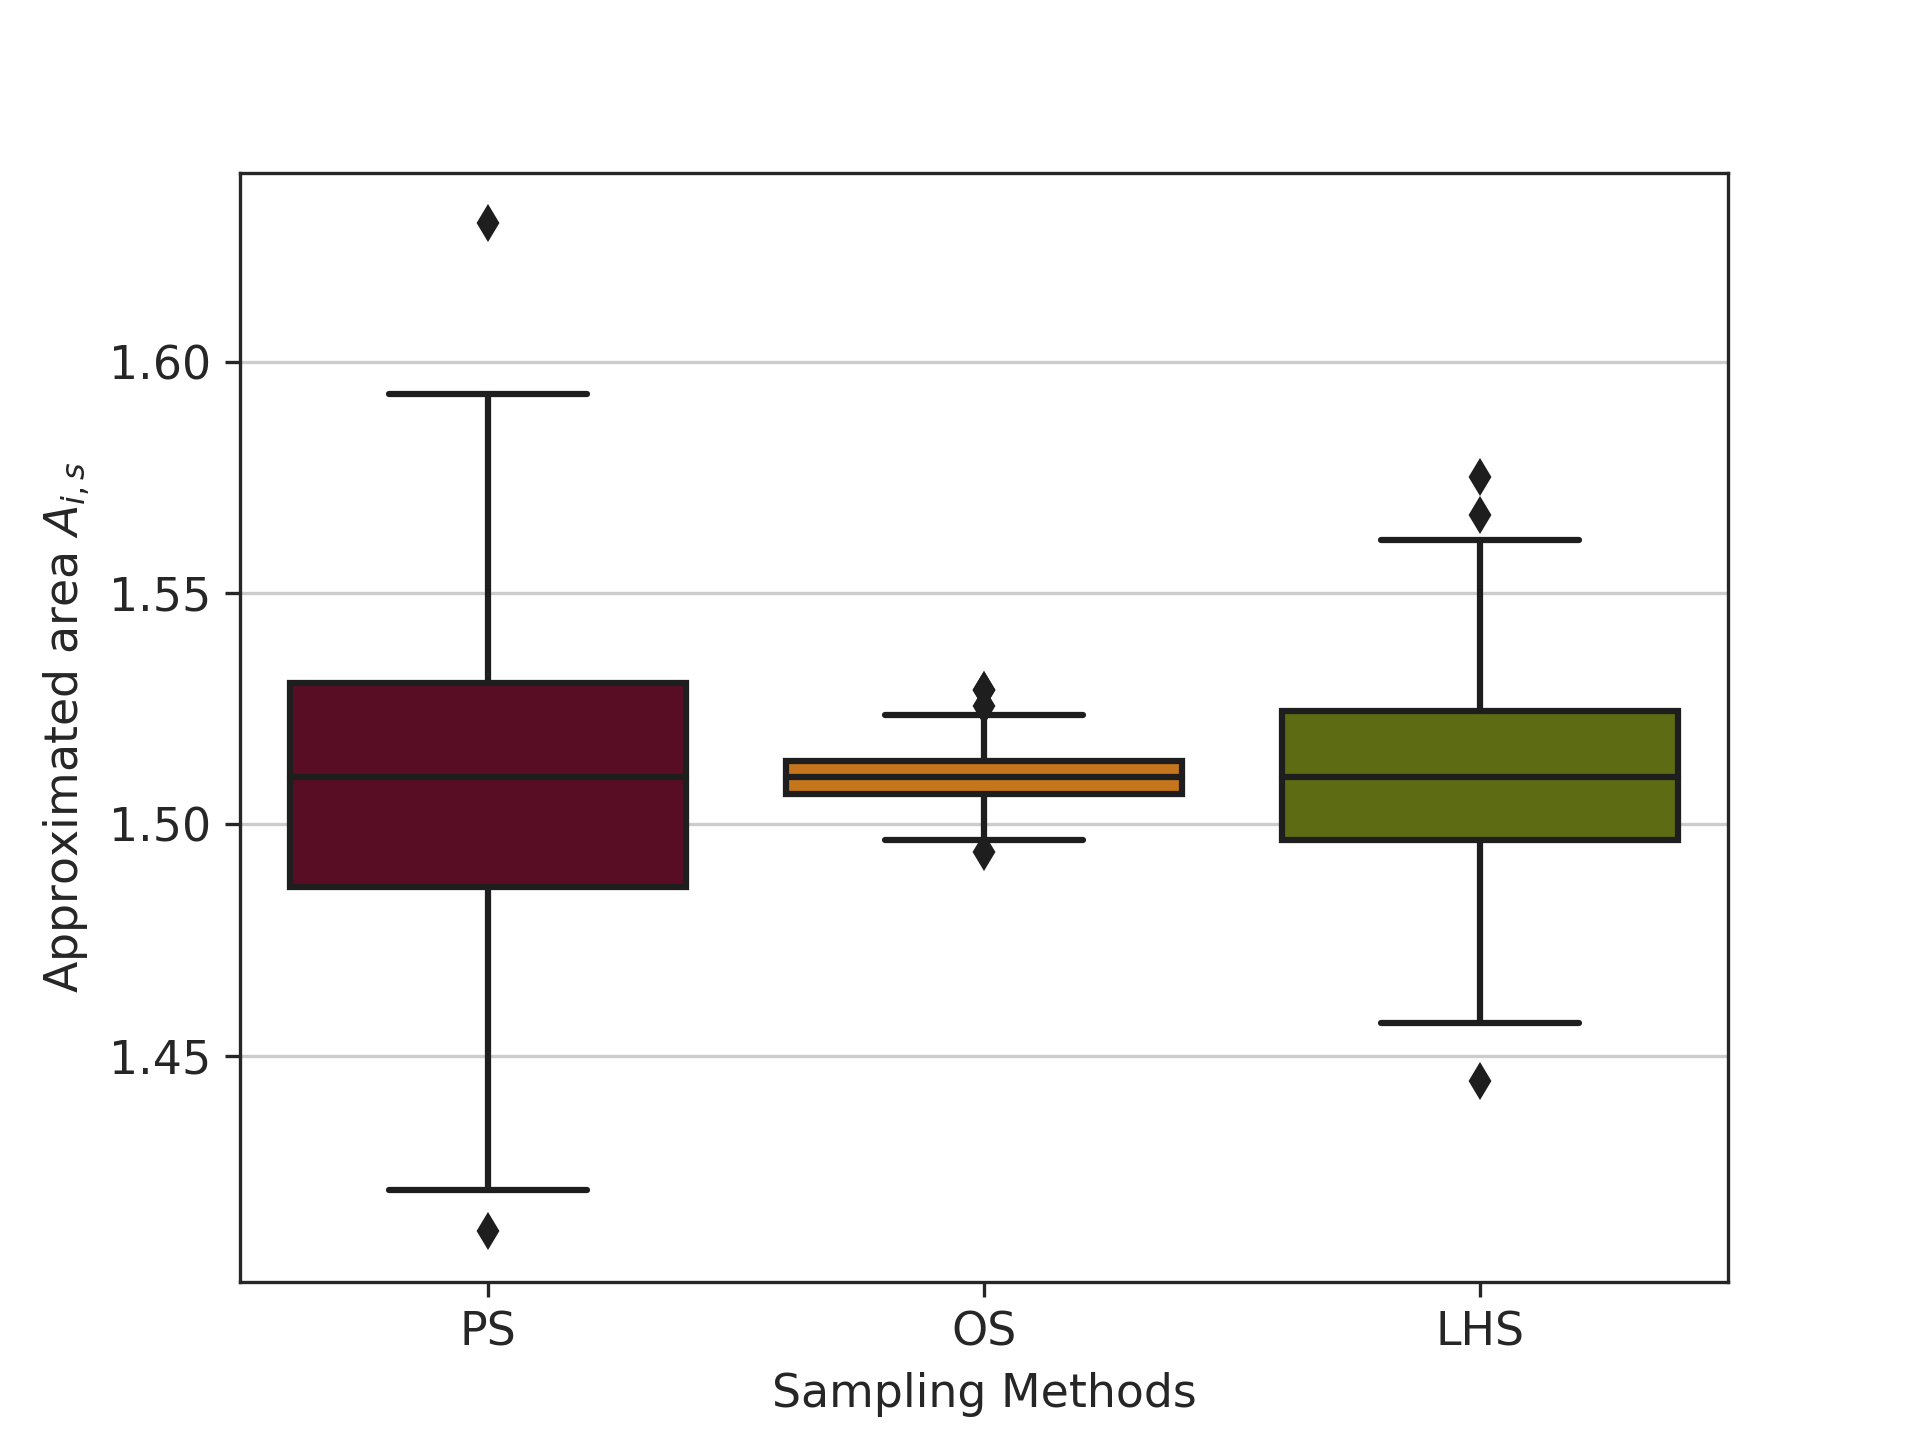 Approximated area A_{i,s}
1.60
1.55
1.50
1.45
PS OS LHS
Sampling Methods